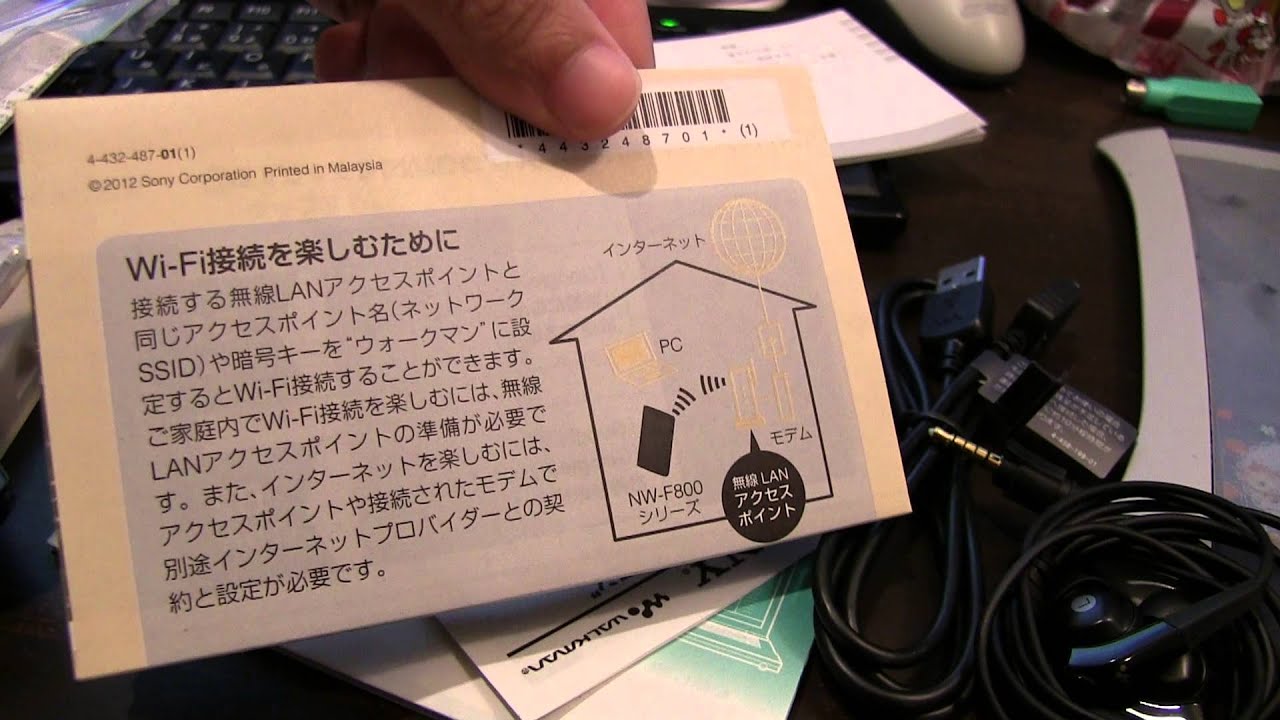 *443248701*(1)
4-432-487-01(1)
©2012 Sony Corporation Printed in Malaysia
Wi-Fi接続を楽しむために
接続する無線LANアクセスポイントと
同じアクセスポイント名(ネットワーク
SSID)や暗号キーを"ウォークマン"に設
定するとWi-Fi接続することができます。
ご家庭内でWi-Fi接続を楽しむには、無線
LANアクセスポイントの準備が必要で
す。また、インターネットを楽しむには、
アクセスポイントや接続されたモデムで
別途インターネットプロバイダーとの契
約と設定が必要です。
インターネット
PC
モデム
NW-F800
シリーズ
無線LAN
アクセス
ポイント
WALKMAN
L